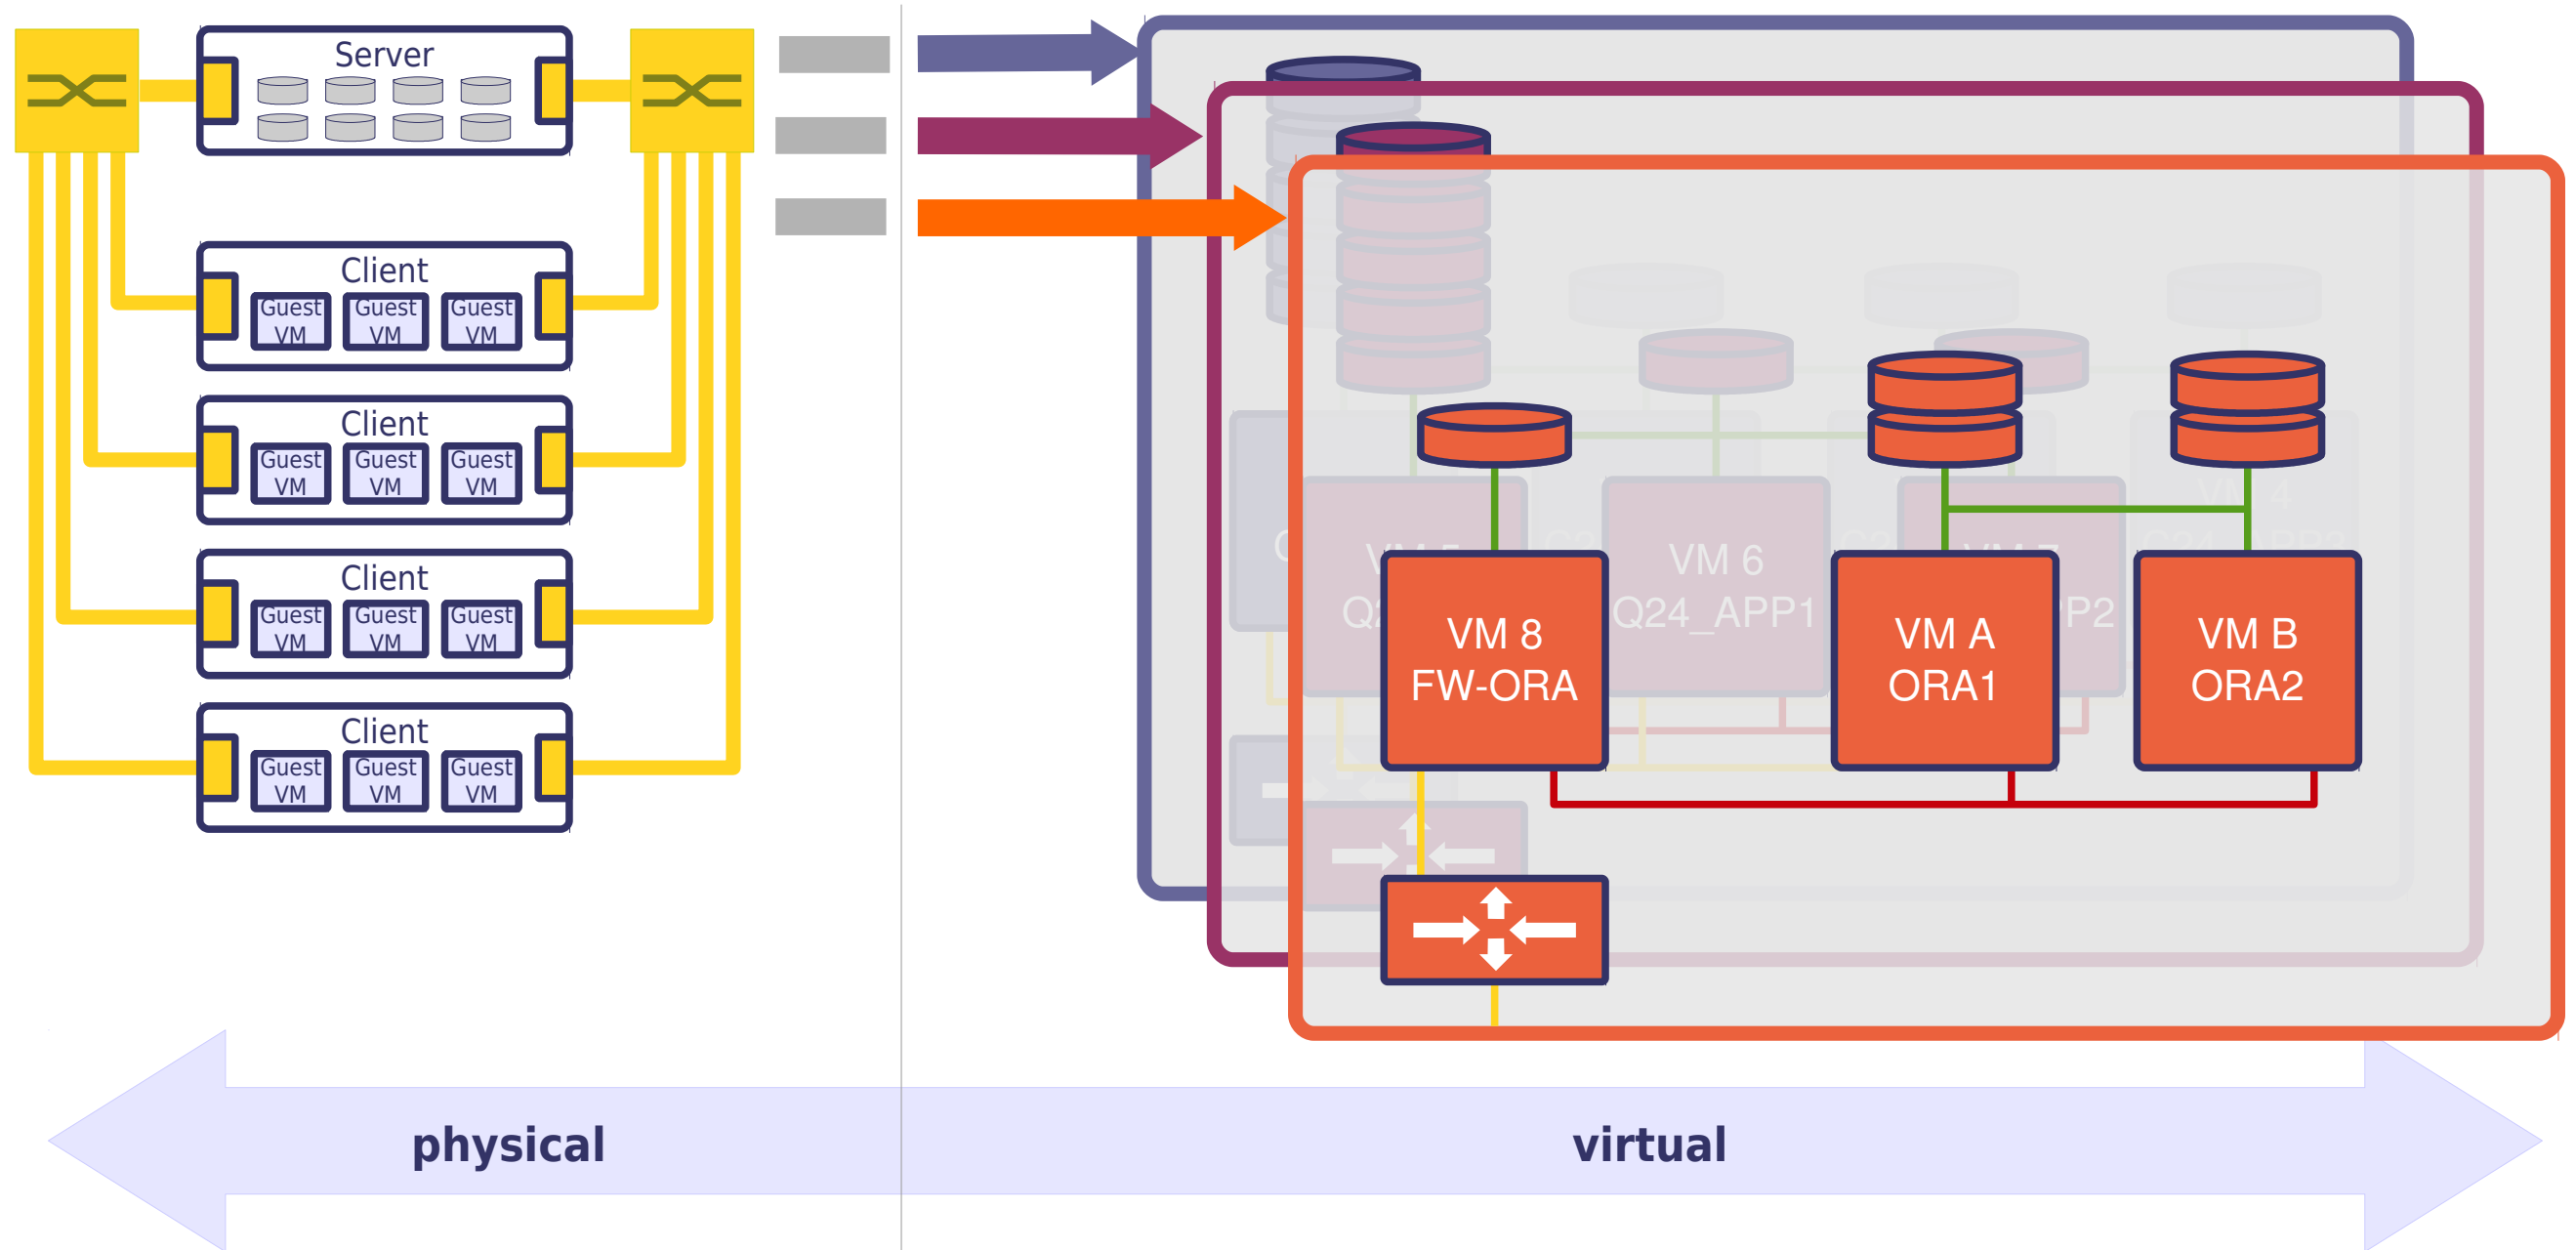 Server
Client
Guest Guest Guest
VM VM VM
Client
Guest Guest Guest
VM VM VM
Client
Guest Guest Guest
VM VM VM
Client
Guest Guest Guest
VM VM VM
VM 4
VM 6
Q24_APP1
VM 8
FW-ORA
VM A
ORA1
VM B
ORA2
physical
virtual